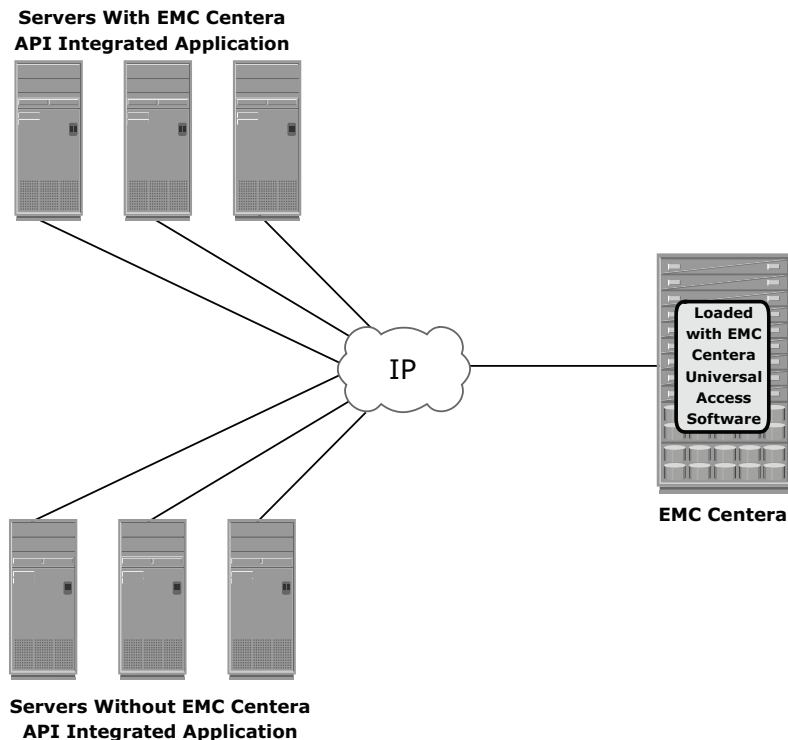 Servers With EMC Centera
API Integrated Application
IP
Loaded
with EMC
Centera
Universal
Access
Software
EMC Centera
Servers Without EMC Centera
API Integrated Application